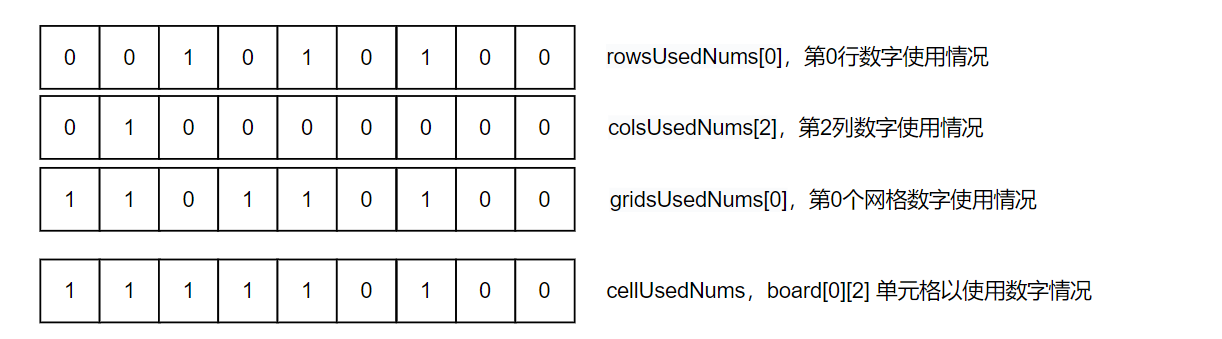 0 0 1 0 1 0 1 0 0 rowsUsedNums[0]，第0行数字使用情况
0 1 0 0 0 0 0 0 0 colsUsedNums[2]，第2列数字使用情况
1 1 0 1 1 0 1 0 0 gridsUsedNums[0]，第0个网格数字使用情况
1 1 1 1 1 0 1 0 0 cellUsedNums，board[0][2] 单元格以使用数字情况